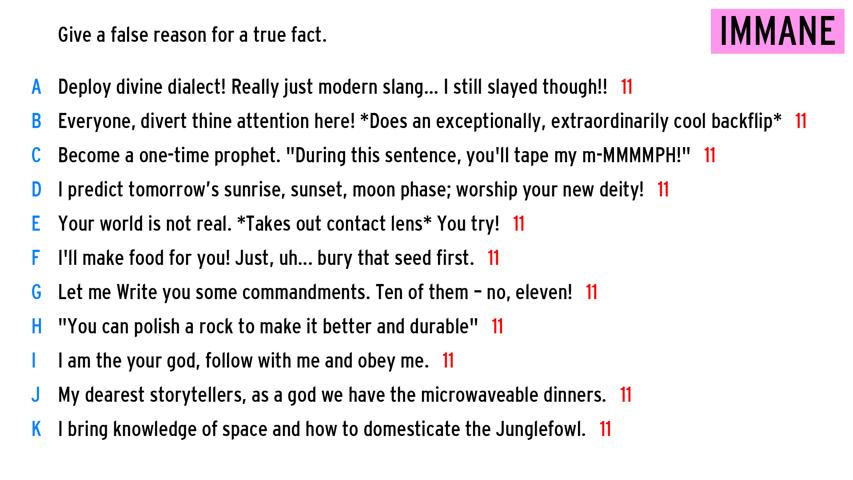 Give a false reason for a true fact.
IMMANE
A Deploy divine dialect! Really just modern slang... I still slayed though!! 11
B Everyone, divert thine attention here! *Does an exceptionally, extraordinarily cool backflip* 11
C Become a one-time prophet. "During this sentence, you'll tape my m-MMMMPH!" 11
D I predict tomorrow's sunrise, sunset, moon phase; worship your new deity! 11
E Your world is not real. *Takes out contact lens* You try! 11
F I'll make food for you! Just, uh... bury that seed first. 11
G Let me Write you some commandments. Ten of them – no, eleven! 11
H "You can polish a rock to make it better and durable" 11
I I am the your god, follow with me and obey me. 11
J My dearest storytellers, as a god we have the microwaveable dinners. 11
K I bring knowledge of space and how to domesticate the Junglefowl. 11